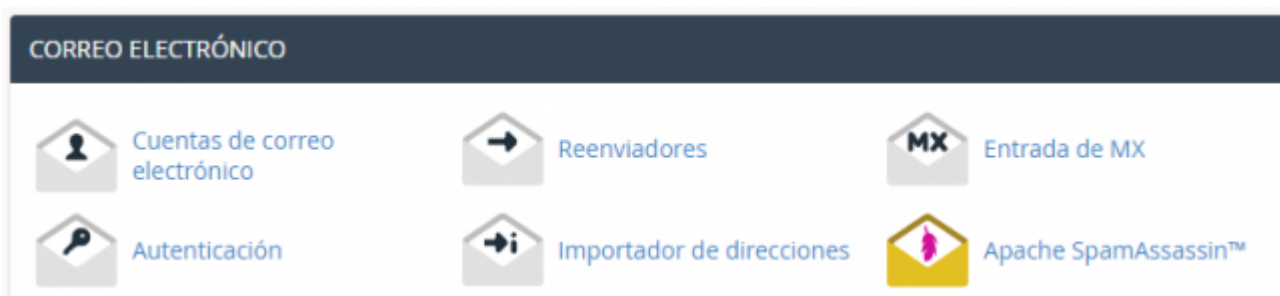 CORREO ELECTRÓNICO
Cuentas de correo
electrónico
Reenviadores
MX
Entrada de MX
Autenticación
Importador de direcciones
Apache SpamAssassin™